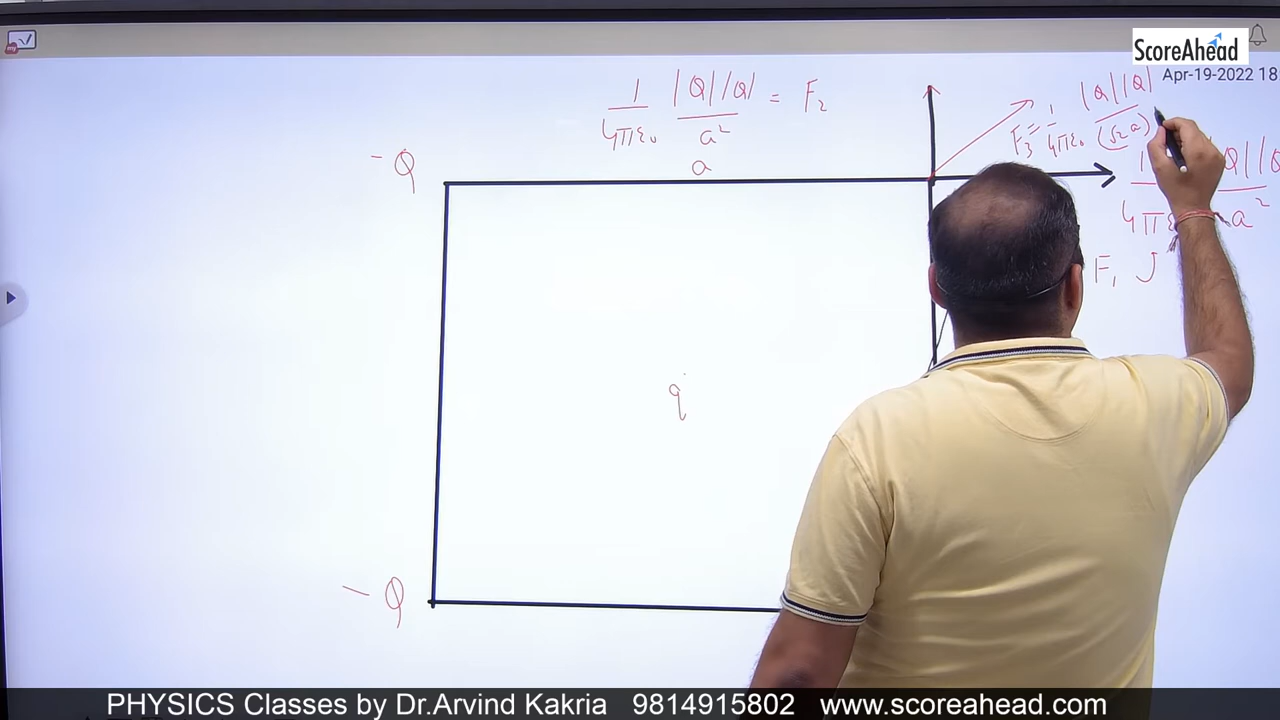 ScoreAhead
Apr-19-2022 18
1/4πε₀ |Q||Q|/a² = F₂
F₃ = 1/4πε₀ |Q||Q|/(√2 a)
- Q
a
a²
F₁
q
- Q
PHYSICS Classes by Dr.Arvind Kakria 9814915802 www.scoreahead.com